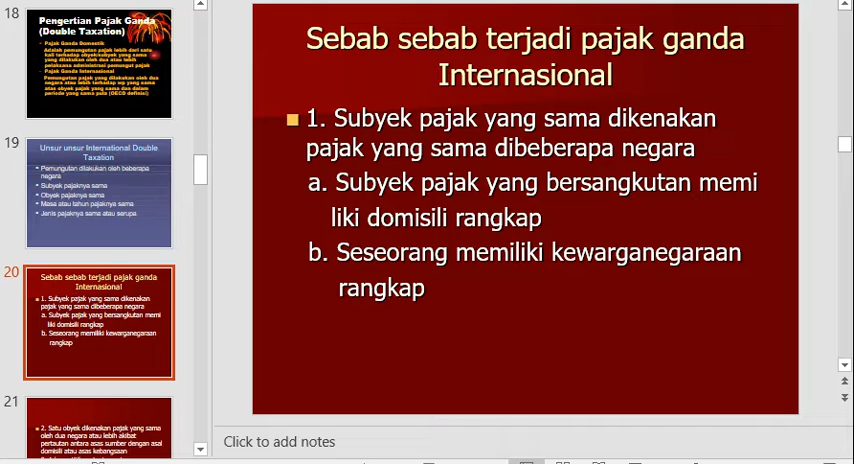 18
Pengertian Pajak Ganda
(Double Taxation)
Pajak Ganda Domestik
Adalah pemungutan pajak lebih dari satu
kali terhadap obyek/subyek yang sama
yang dilakukan oleh dua atau lebih
pelaksana administrasi pemungut pajak
Pajak Ganda Internasional
Pemungutan pajak yang dilakukan oleh dua
negara atau lebih terhadap wp yang sama
atas obyek pajak yang sama dan dalam
periode yang sama pula (OECD definisi)
19
Unsur unsur International Double
Taxation
Pemungutan dilakukan oleh beberapa
negara
Subyek pajaknya sama
Obyek pajaknya sama
Masa atau tahun pajaknya sama
Jenis pajaknya sama atau serupa
20
Sebab sebab terjadi pajak ganda
Internasional
1. Subyek pajak yang sama dikenakan
pajak yang sama dibeberapa negara
a. Subyek pajak yang bersangkutan memi
liki domisili rangkap
b. Seseorang memiliki kewarganegaraan
rangkap
21
2. Satu obyek dikenakan pajak yang sama
oleh dua negara atau lebih akibat
pertautan antara asas sumber dengan asal
domisili atau asas kebangsaan
Sebab sebab terjadi pajak ganda
Internasional
1. Subyek pajak yang sama dikenakan
pajak yang sama dibeberapa negara
a. Subyek pajak yang bersangkutan memi
liki domisili rangkap
b. Seseorang memiliki kewarganegaraan
rangkap
Click to add notes